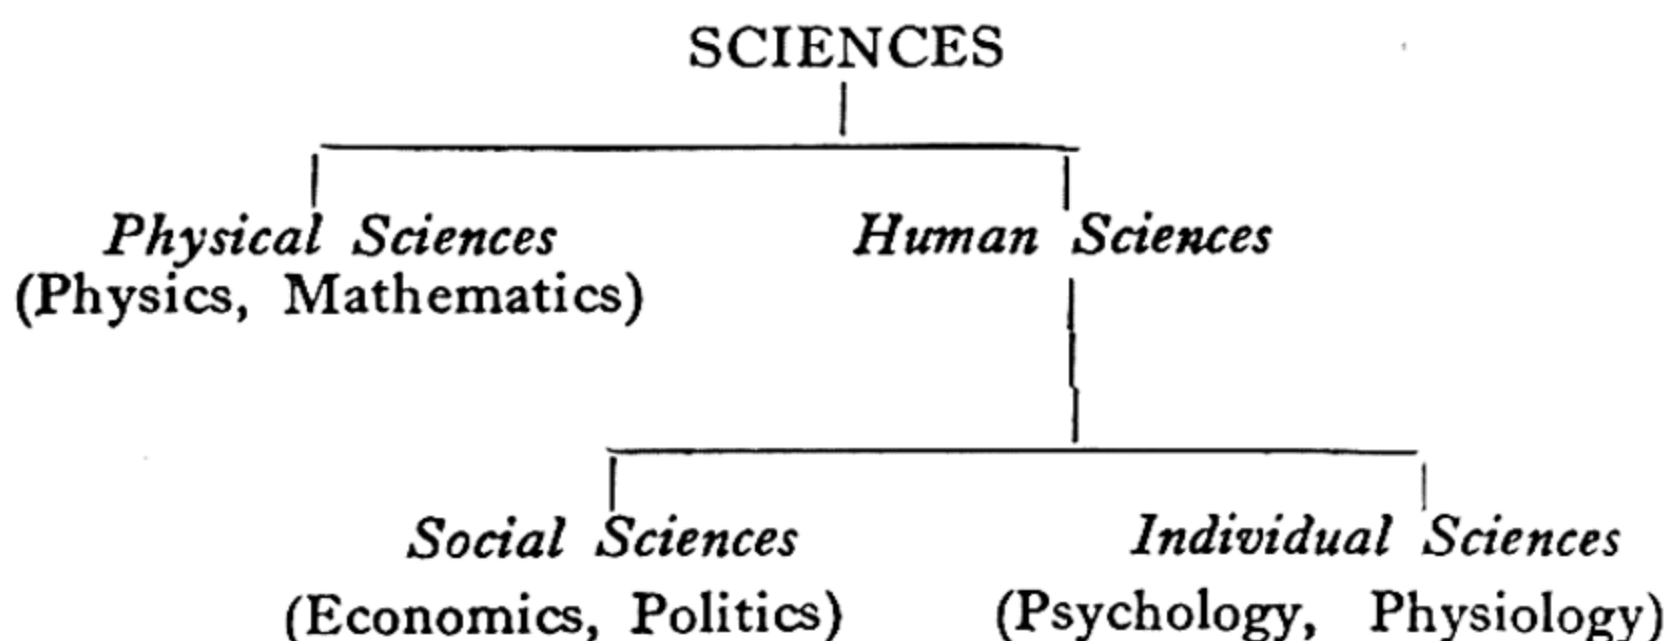 SCIENCES
Physical Sciences Human Sciences
(Physics, Mathematics)
Social Sciences Individual Sciences
(Economics, Politics) (Psychology, Physiology)